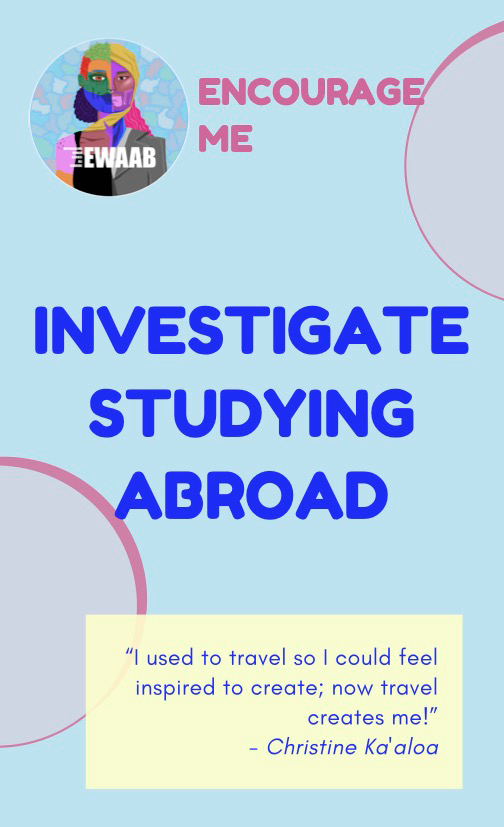 ENCOURAGE
ME
EWAAB
INVESTIGATE
STUDYING
ABROAD
“I used to travel so I could feel
inspired to create; now travel
creates me!”
- Christine Ka'aloa